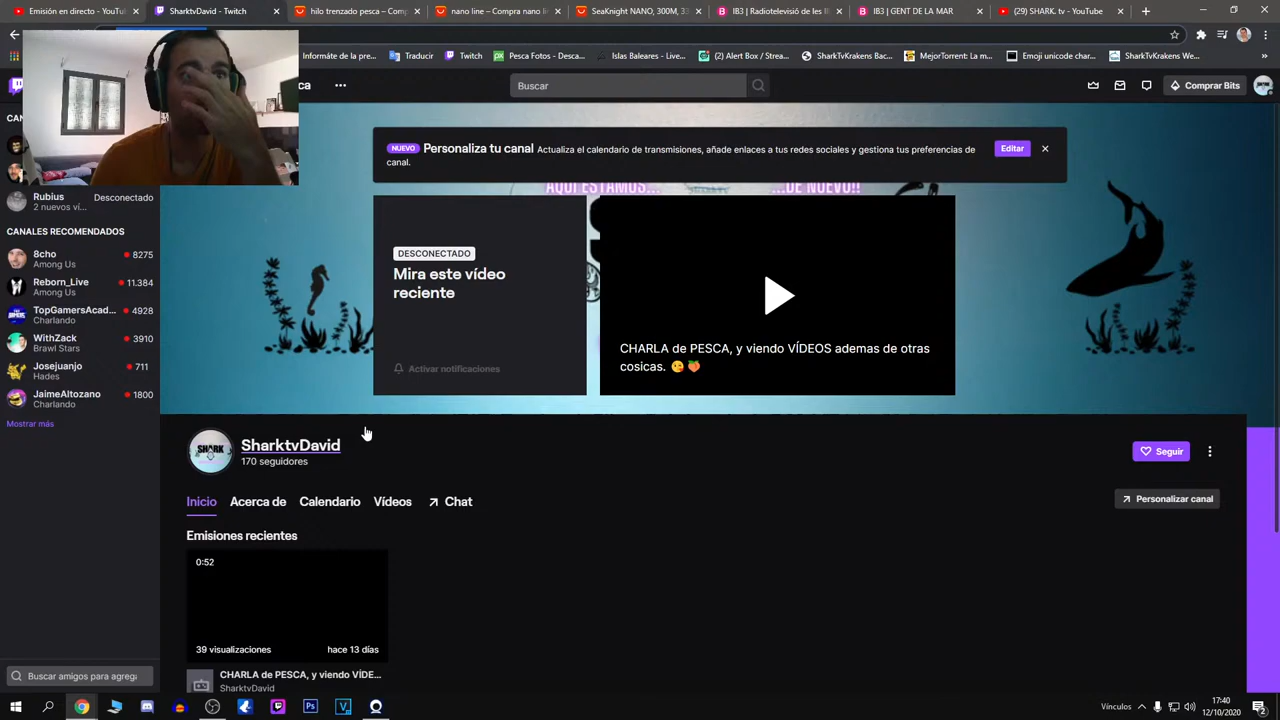 Emisión en directo - YouTu
SharktvDavid - Twitch
hilo trenzado pesca – Comp
nano line – Compra nano li
SeaKnight NANO, 300M, 33
IB3 | Radiotelevisió de les Il
IB3 | GENT DE LA MAR
(29) SHARK. tv - YouTube
Infórmate de la pre...
Traducir
Twitch
Pesca Fotos - Desca...
Islas Baleares - Live...
(2) Alert Box / Strea...
SharkTvKrakens Bac...
MejorTorrent: La m...
Emoji unicode char...
SharkTvKrakens We...
ca
Buscar
Comprar Bits
NUEVO Personaliza tu canal Actualiza el calendario de transmisiones, añade enlaces a tus redes sociales y gestiona tus preferencias de
canal.
Editar
AQUÍ ESTAMOS... ...DE NUEVO!!
DESCONECTADO
Mira este vídeo
reciente
Activar notificaciones
CHARLA de PESCA, y viendo VÍDEOS ademas de otras
cosicas. 😘🍑
Rubius Desconectado
2 nuevos ví...
CANALES RECOMENDADOS
8cho 8275
Among Us
Reborn_Live 11.384
Among Us
TopGamersAcad... 4928
Charlando
WithZack 3910
Brawl Stars
Josejuanjo 711
Hades
JaimeAltozano 1800
Charlando
Mostrar más
Buscar amigos para agrega
SHARK
SharktvDavid
170 seguidores
Seguir
Inicio Acerca de Calendario Vídeos Chat
Personalizar canal
Emisiones recientes
0:52
39 visualizaciones hace 13 días
CHARLA de PESCA, y viendo VÍDE...
SharktvDavid
Vínculos
17:40
12/10/2020